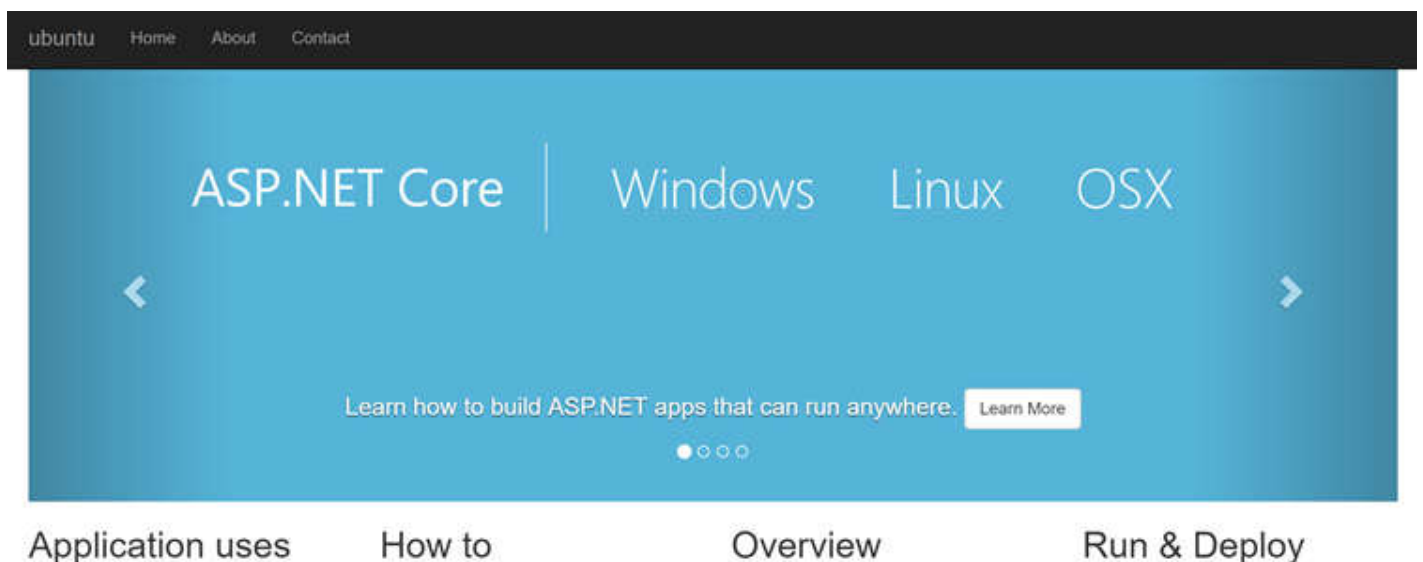 ubuntu Home About Contact
ASP.NET Core Windows Linux OSX
Learn how to build ASP.NET apps that can run anywhere. Learn More
Application uses How to Overview Run & Deploy